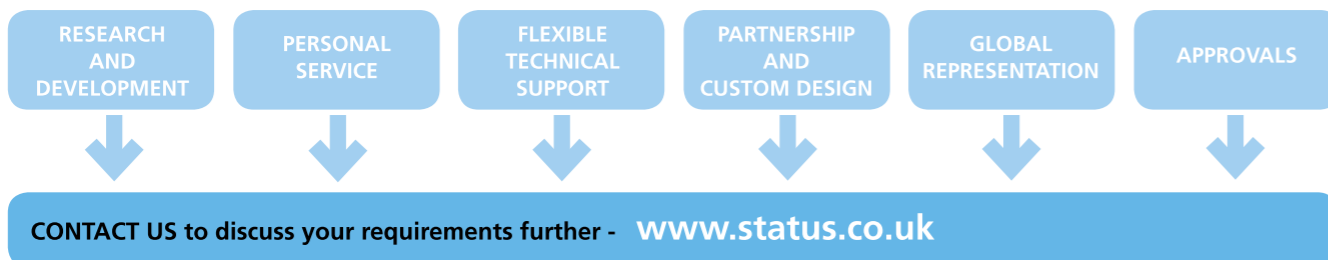 RESEARCH
AND
DEVELOPMENT
PERSONAL
SERVICE
FLEXIBLE
TECHNICAL
SUPPORT
PARTNERSHIP
AND
CUSTOM DESIGN
GLOBAL
REPRESENTATION
APPROVALS
CONTACT US to discuss your requirements further - www.status.co.uk